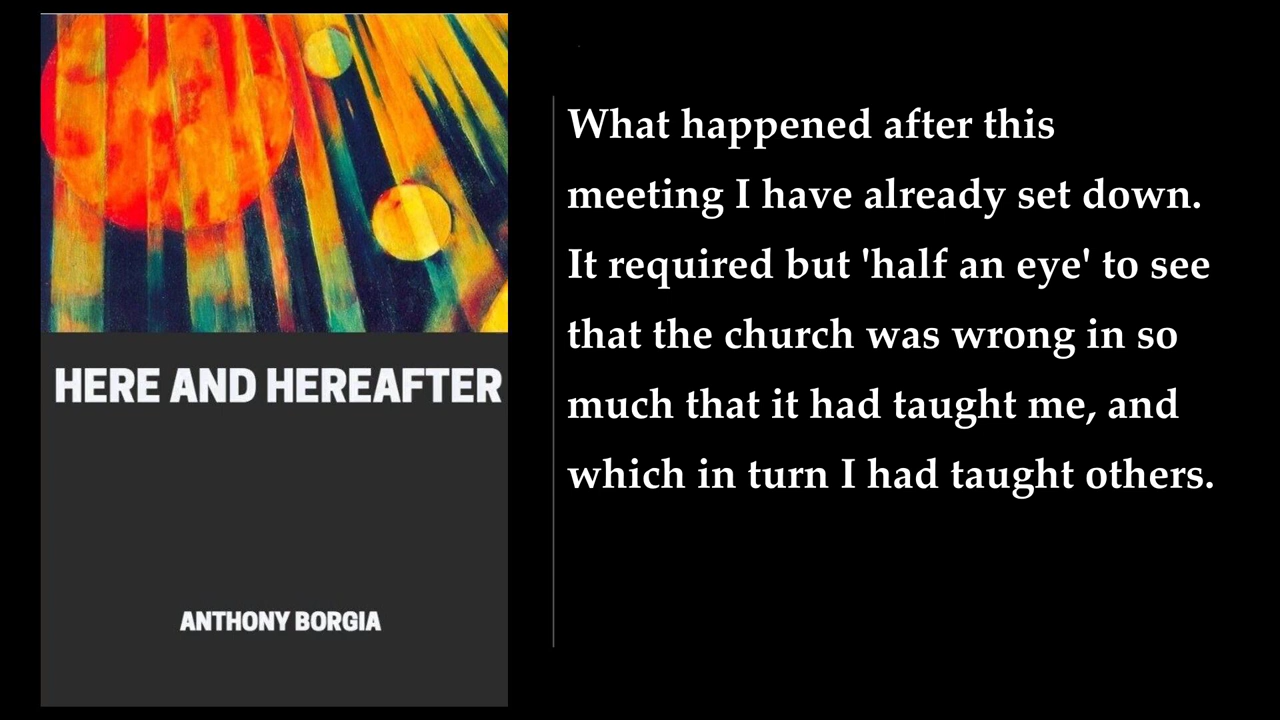 HERE AND HEREAFTER
ANTHONY BORGIA
What happened after this
meeting I have already set down.
It required but 'half an eye' to see
that the church was wrong in so
much that it had taught me, and
which in turn I had taught others.